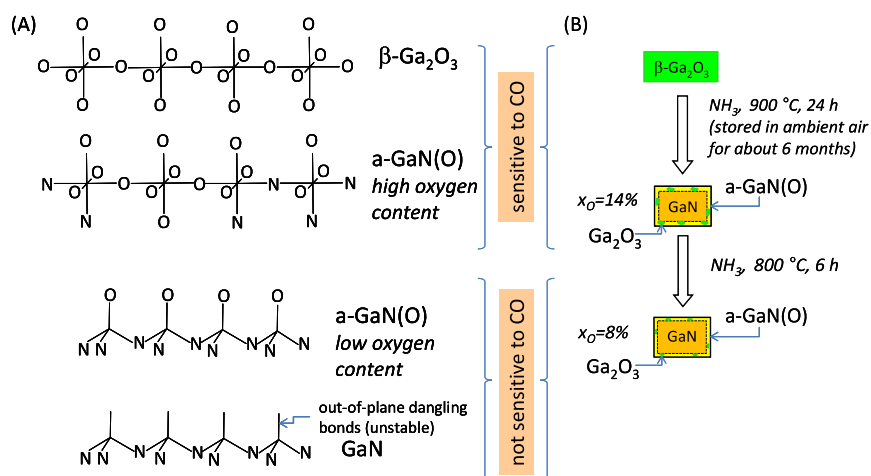 (A)
O O O O
O O O O
O O O O O
O O O O
O O O O
β-Ga₂O₃
O O O O
O O O O
N O O N N
O O O O
N N N
a-GaN(O)
high oxygen
content
sensitive to CO
O O O O
N N N N N
N N N N
a-GaN(O)
low oxygen
content
out-of-plane dangling
bonds (unstable)
N N N N N
N N N N
GaN
not sensitive to CO
(B)
β-Ga₂O₃
NH₃, 900 °C, 24 h
(stored in ambient air
for about 6 months)
x_O=14%
GaN
a-GaN(O)
Ga₂O₃
NH₃, 800 °C, 6 h
x_O=8%
GaN
a-GaN(O)
Ga₂O₃